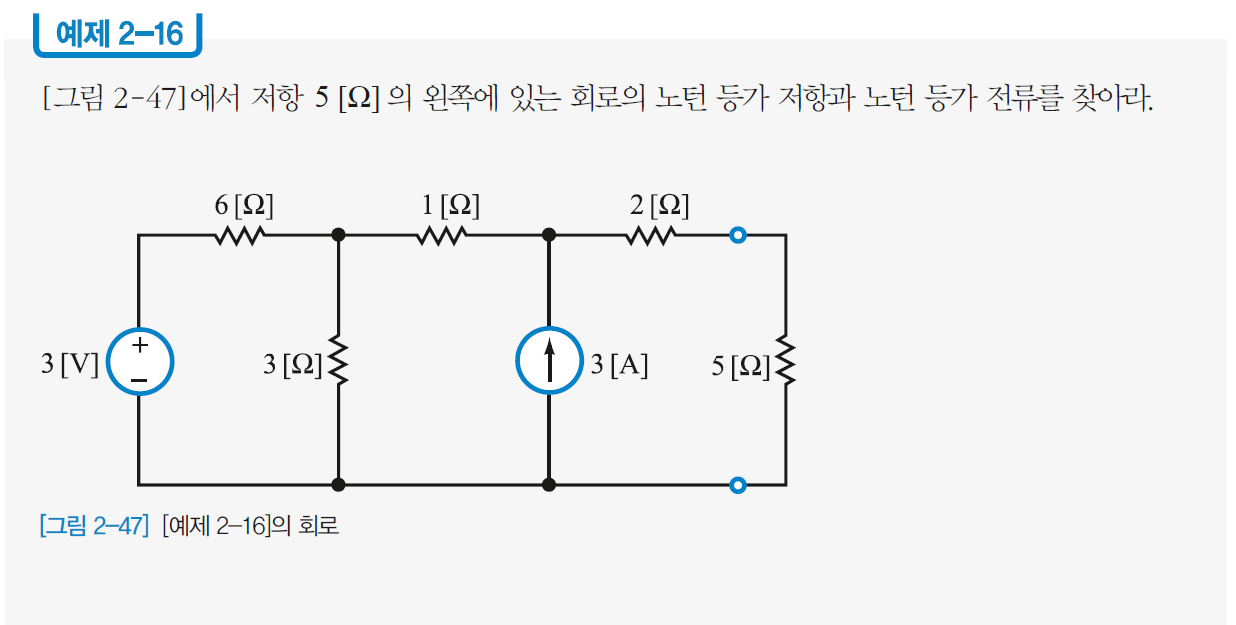 예제 2-16
[그림 2-47]에서 저항 5 [Ω]의 왼쪽에 있는 회로의 노턴 등가 저항과 노턴 등가 전류를 찾아라.
6 [Ω] 1 [Ω] 2 [Ω]
3 [V] + − 3 [Ω] 3 [A] 5 [Ω]
[그림 2-47] [예제 2-16]의 회로